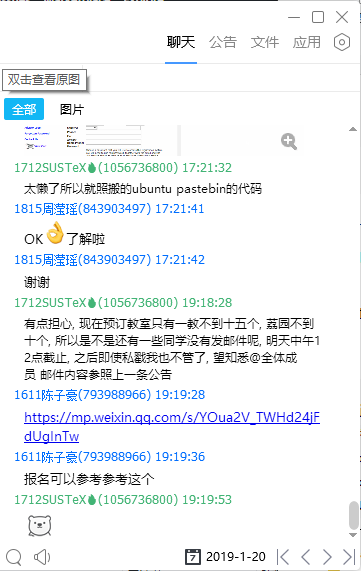 聊天 公告 文件 应用
双击查看原图
全部 图片
1712SUSTeX(1056736800) 17:21:32
太懒了所以就照搬的ubuntu pastebin的代码
1815周滢瑶(843903497) 17:21:41
OK👌了解啦
1815周滢瑶(843903497) 17:21:42
谢谢
1712SUSTeX(1056736800) 19:18:28
有点担心, 现在预订教室只有一教不到十五个, 荔园不到
十个, 所以是不是还有一些同学没有发邮件呢, 明天中午1
2点截止, 之后即使私戳我也不管了, 望知悉@全体成
员 邮件内容参照上一条公告
1611陈子豪(793988966) 19:19:28
https://mp.weixin.qq.com/s/YOua2V_TWHd24jF
dUgInTw
1611陈子豪(793988966) 19:19:36
报名可以参考参考这个
1712SUSTeX(1056736800) 19:19:53
7 2019-1-20